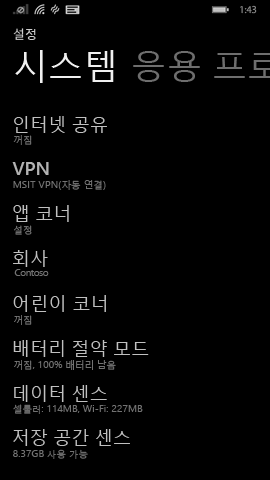 1:43
설정
시스템 응용 프로
인터넷 공유
꺼짐
VPN
MSIT VPN(자동 연결)
앱 코너
설정
회사
Contoso
어린이 코너
꺼짐
배터리 절약 모드
꺼짐, 100% 배터리 남음
데이터 센스
셀룰러: 114MB, Wi-Fi: 227MB
저장 공간 센스
8.37GB 사용 가능